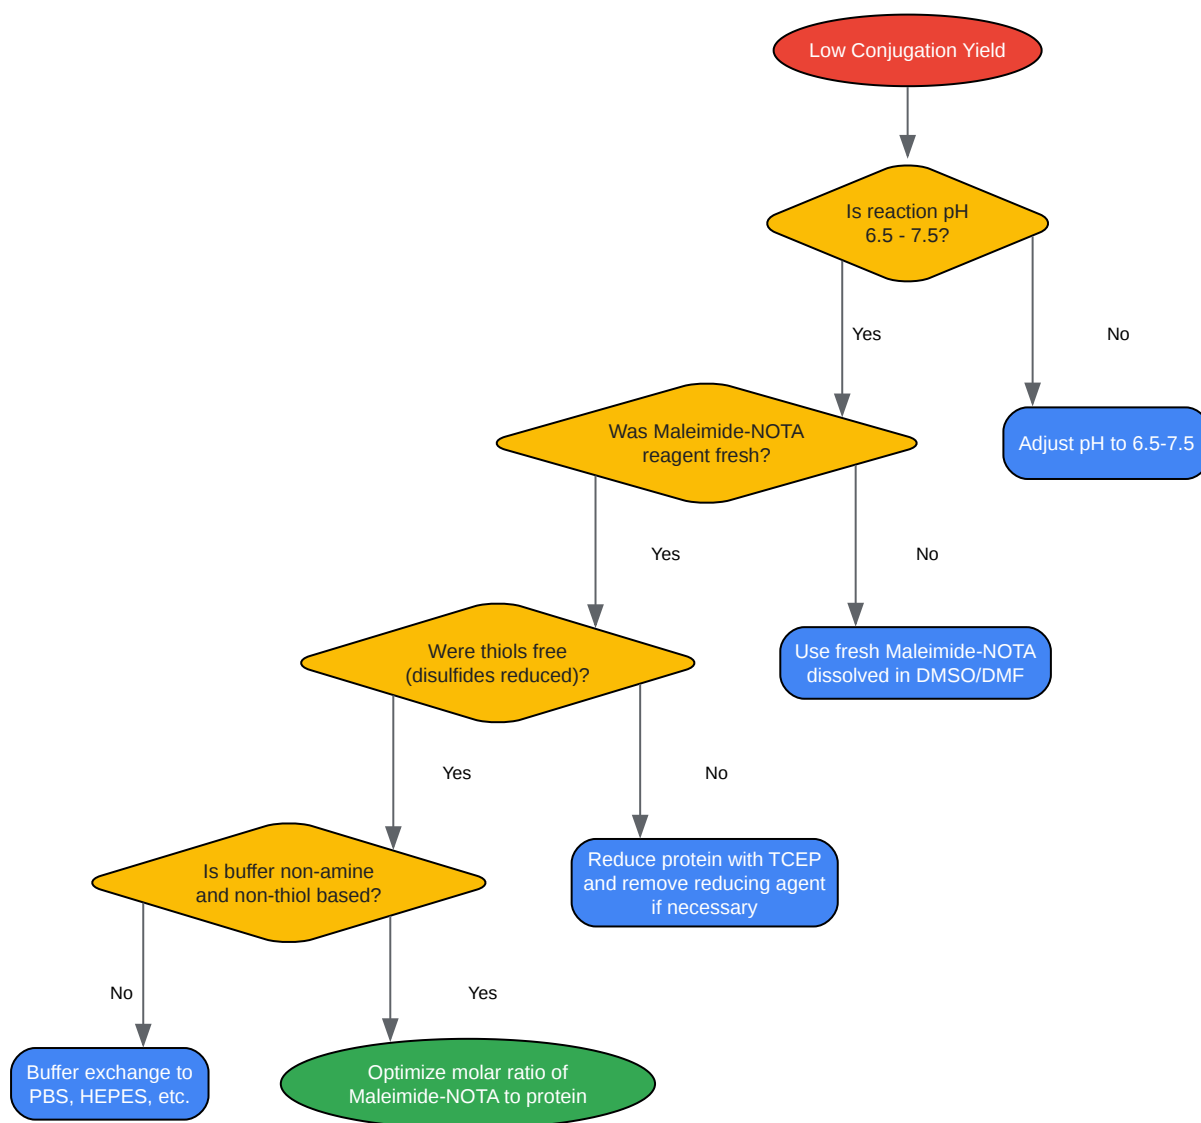 Low Conjugation Yield
Is reaction pH
6.5 - 7.5?
Yes
No
Was Maleimide-NOTA
reagent fresh?
Adjust pH to 6.5-7.5
Yes
No
Were thiols free
(disulfides reduced)?
Use fresh Maleimide-NOTA
dissolved in DMSO/DMF
Yes
No
Is buffer non-amine
and non-thiol based?
Reduce protein with TCEP
and remove reducing agent
if necessary
No
Yes
Buffer exchange to
PBS, HEPES, etc.
Optimize molar ratio of
Maleimide-NOTA to protein